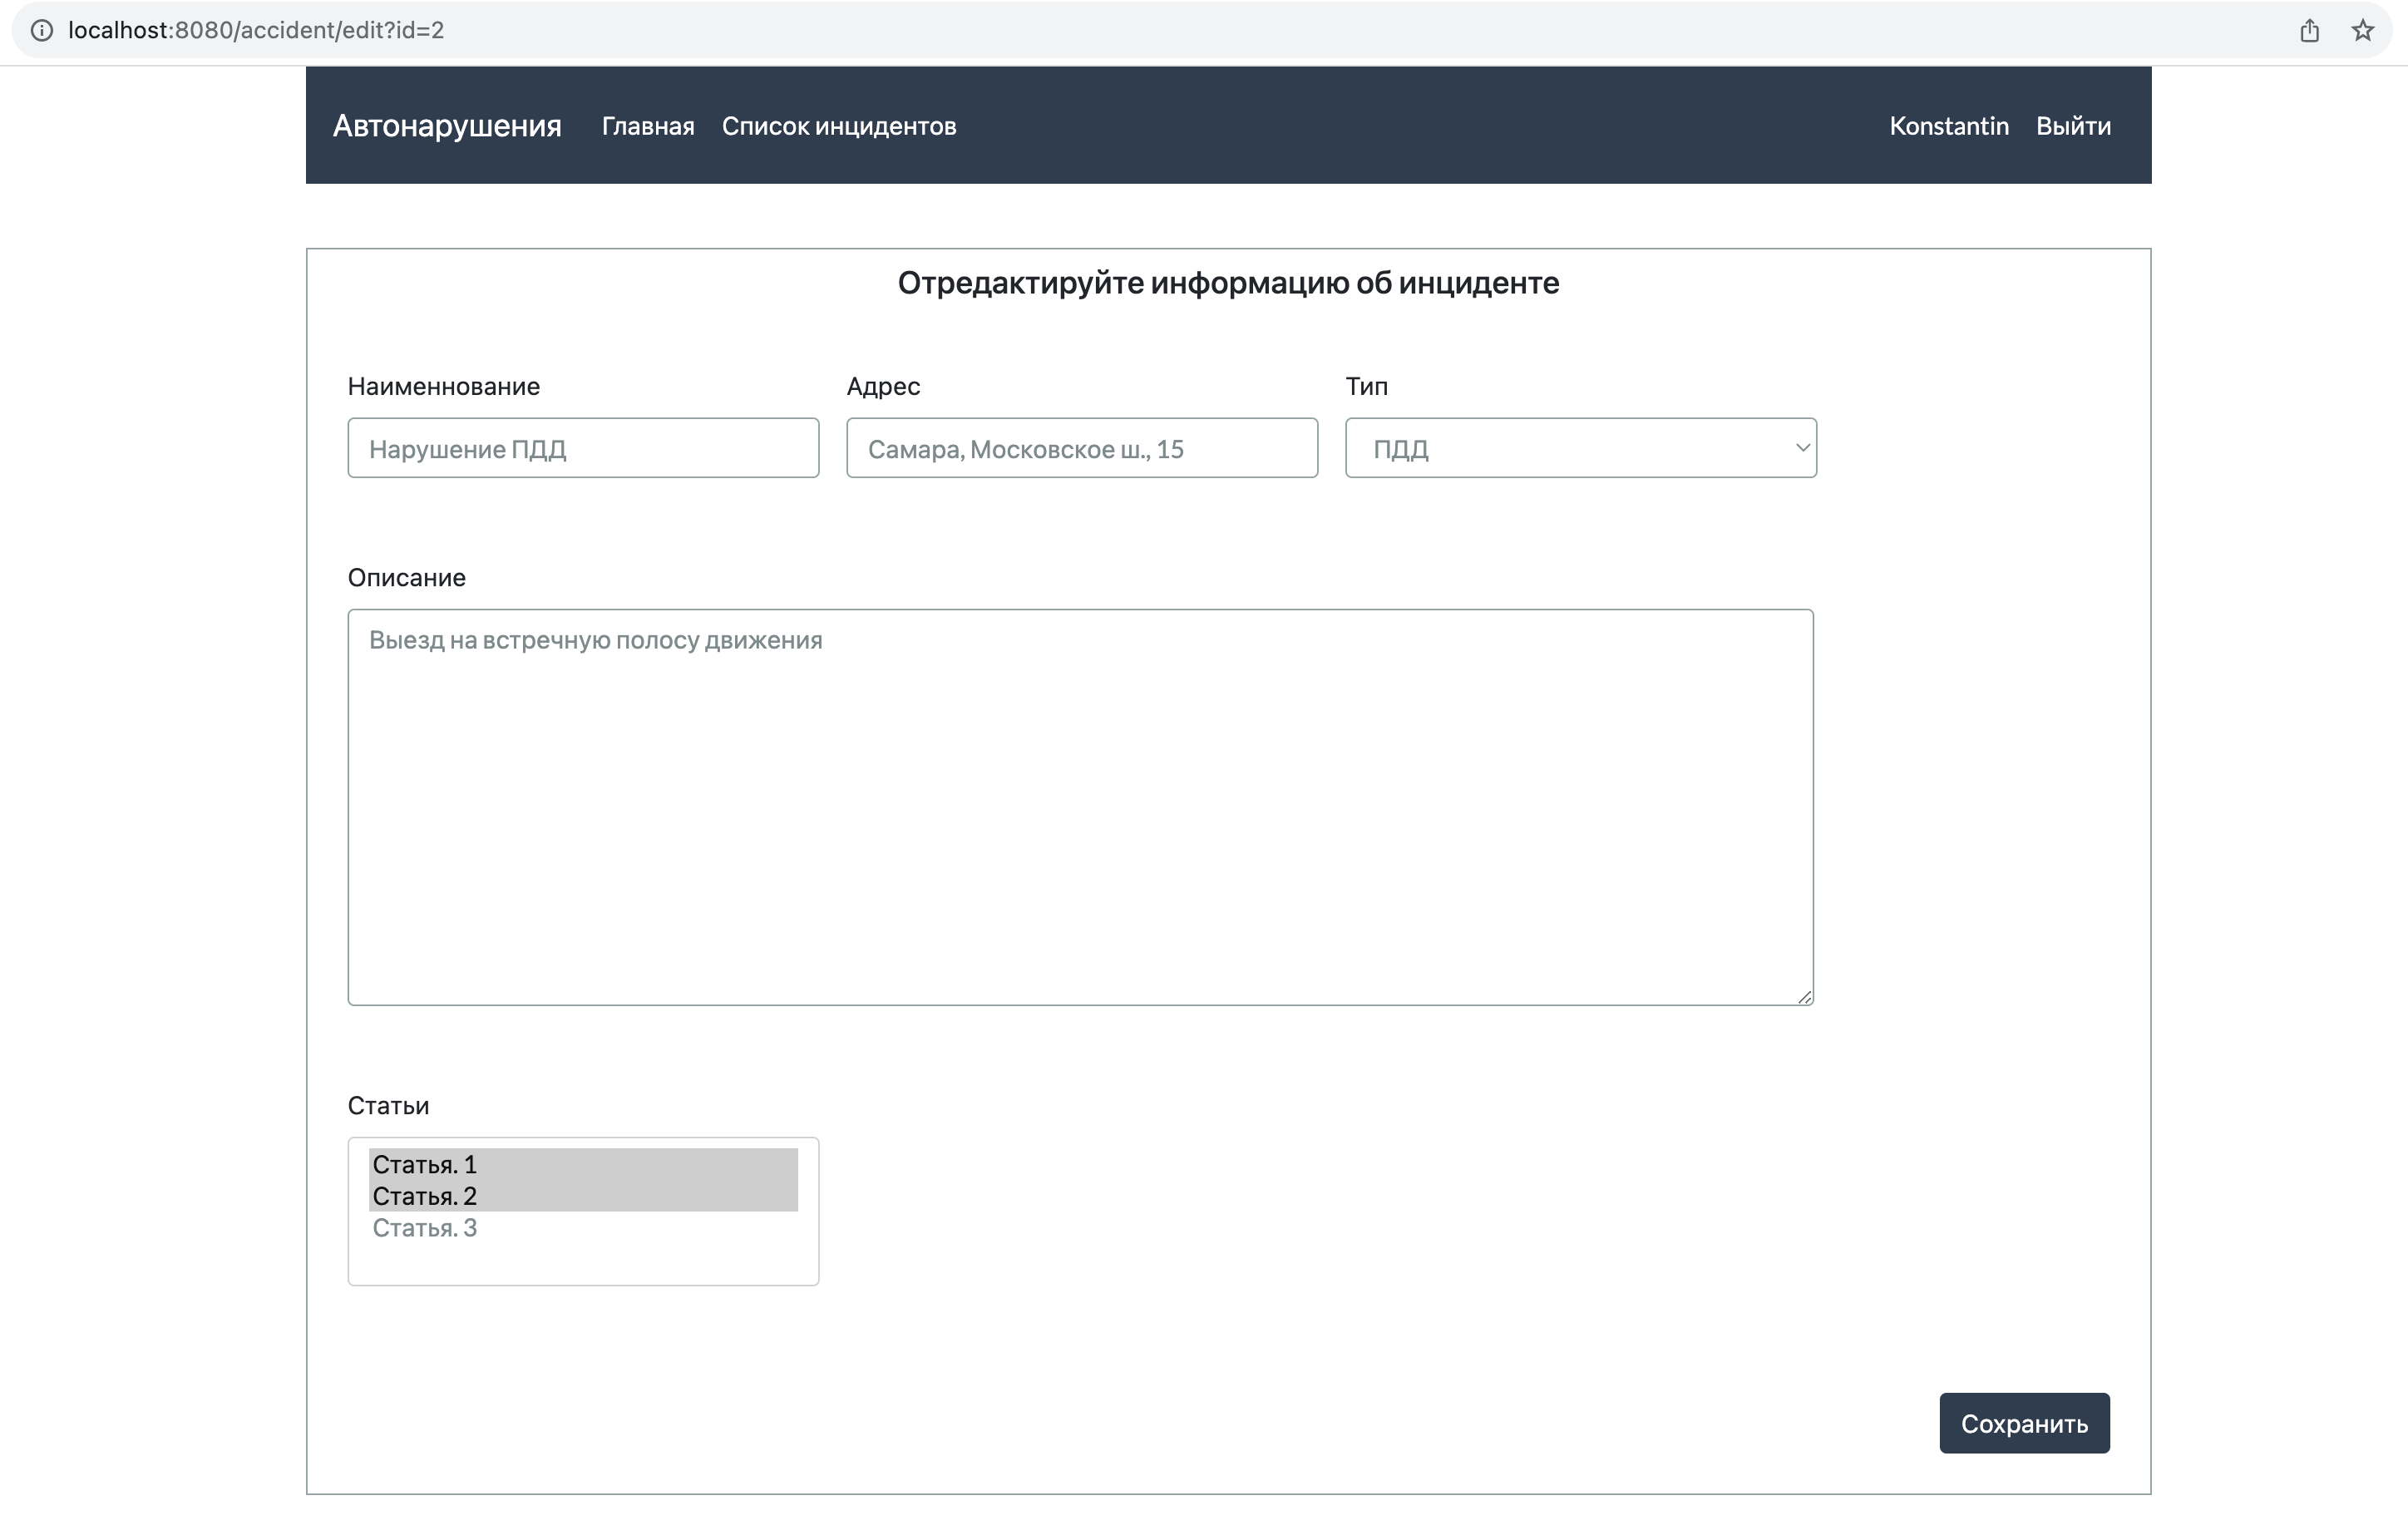 localhost:8080/accident/edit?id=2
Автонарушения Главная Список инцидентов Konstantin Выйти
Отредактируйте информацию об инциденте
Наименнование Адрес Тип
Нарушение ПДД Самара, Московское ш., 15 ПДД
Описание
Выезд на встречную полосу движения
Статьи
Статья. 1
Статья. 2
Статья. 3
Сохранить